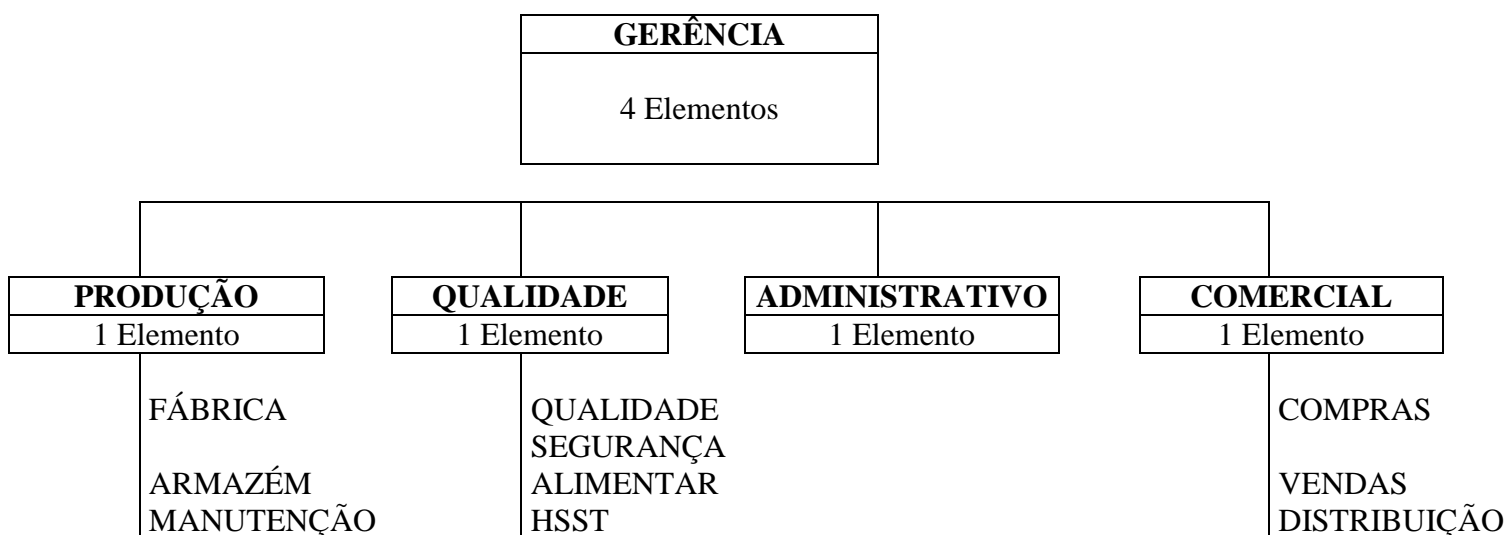 GERÊNCIA
4 Elementos
PRODUÇÃO
1 Elemento
FÁBRICA
ARMAZÉM
MANUTENÇÃO
QUALIDADE
1 Elemento
QUALIDADE
SEGURANÇA
ALIMENTAR
HSST
ADMINISTRATIVO
1 Elemento
COMERCIAL
1 Elemento
COMPRAS
VENDAS
DISTRIBUIÇÃO